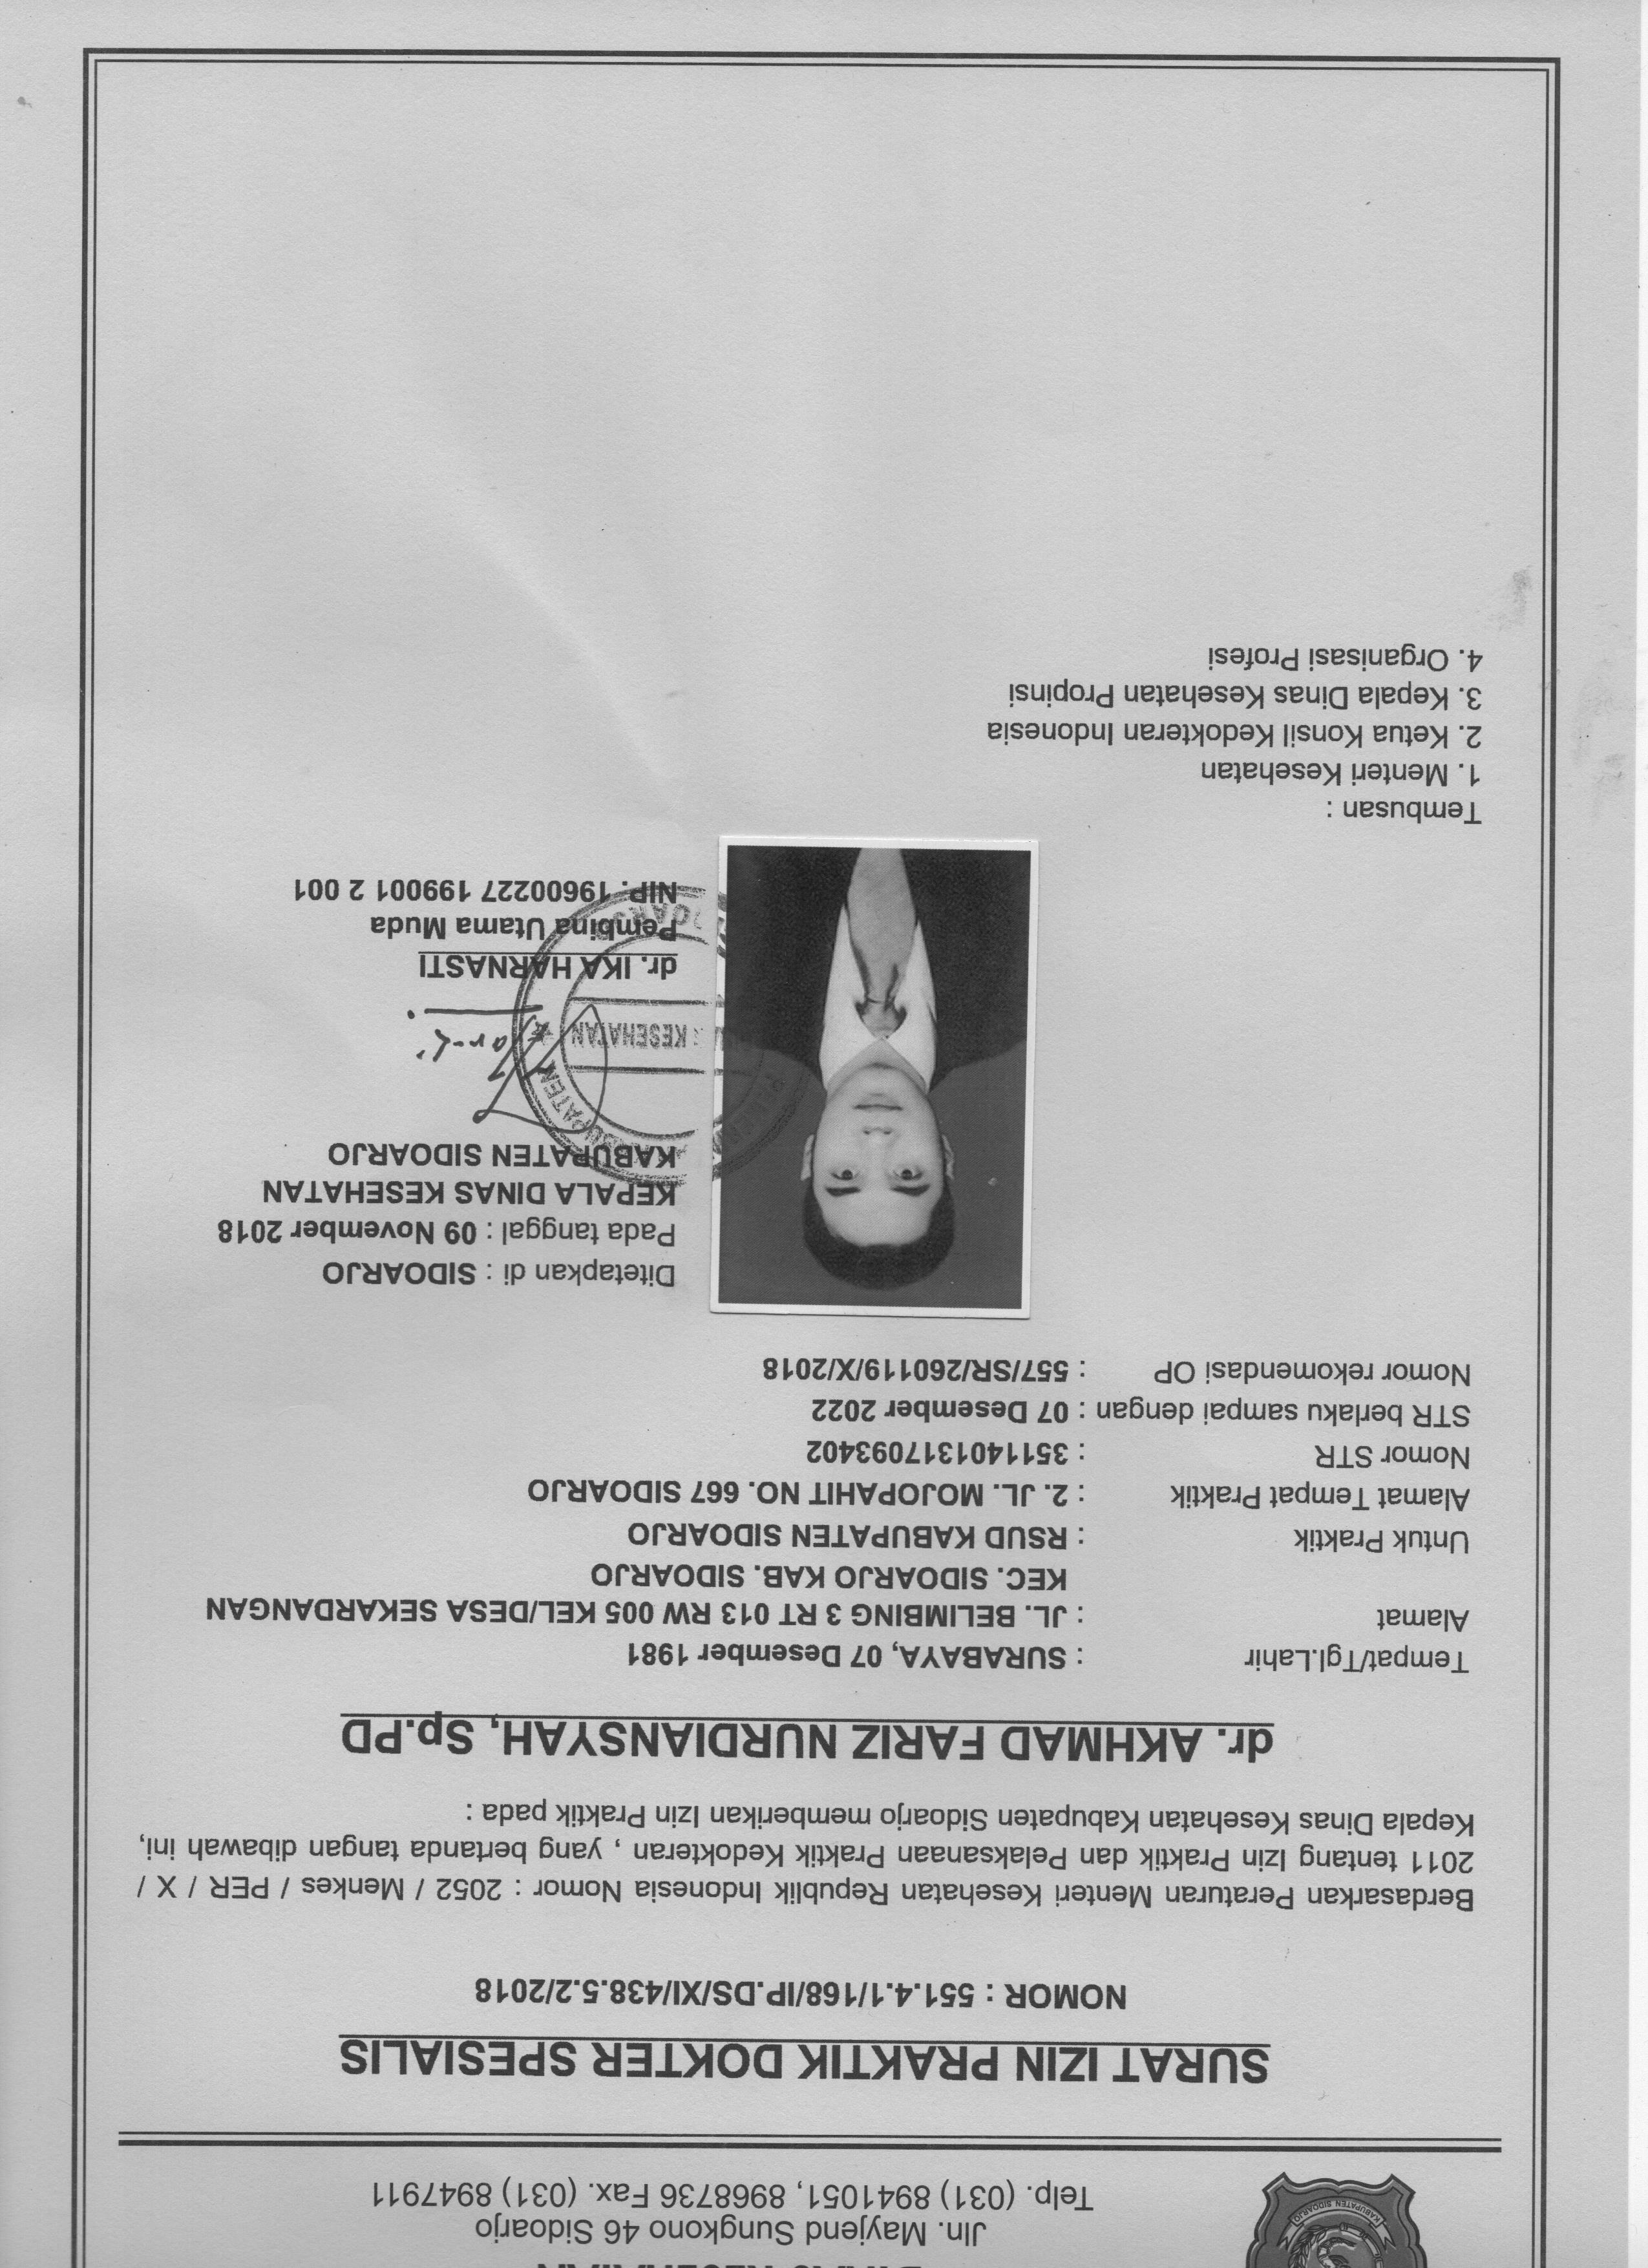 KABUPATEN SIDOARJO
Jln. Mayjend Sungkono 46 Sidoarjo
Telp. (031) 8941051, 8968736 Fax. (031) 8947911
SURAT IZIN PRAKTIK DOKTER SPESIALIS
NOMOR : 551.4.1/168/IP.DS/XI/438.5.2/2018
Berdasarkan Peraturan Menteri Kesehatan Republik Indonesia Nomor : 2052 / Menkes / PER / X /
2011 tentang Izin Praktik dan Pelaksanaan Praktik Kedokteran , yang bertanda tangan dibawah ini,
Kepala Dinas Kesehatan Kabupaten Sidoarjo memberikan Izin Praktik pada :
dr. AKHMAD FARIZ NURDIANSYAH, Sp.PD
Tempat/Tgl.Lahir : SURABAYA, 07 Desember 1981
Alamat : JL. BELIMBING 3 RT 013 RW 005 KEL/DESA SEKARDANGAN
KEC. SIDOARJO KAB. SIDOARJO
Untuk Praktik : RSUD KABUPATEN SIDOARJO
Alamat Tempat Praktik : 2. JL. MOJOPAHIT NO. 667 SIDOARJO
Nomor STR : 3511401317093402
STR berlaku sampai dengan : 07 Desember 2022
Nomor rekomendasi OP : 557/SR/260119/X/2018
Ditetapkan di : SIDOARJO
Pada tanggal : 09 November 2018
KEPALA DINAS KESEHATAN
KABUPATEN SIDOARJO
KABUPATEN
KESEHATAN
dr. IKA HARNASTI
Pembina Utama Muda
NIP. 19600227 199001 2 001
Tembusan :
1. Menteri Kesehatan
2. Ketua Konsil Kedokteran Indonesia
3. Kepala Dinas Kesehatan Propinsi
4. Organisasi Profesi